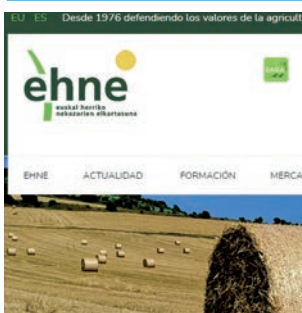 EU ES Desde 1976 defendiendo los valores de la agricult
ehne
euskal herriko
nekazarien elkartasuna
EHNE ACTUALIDAD FORMACIÓN MERCA